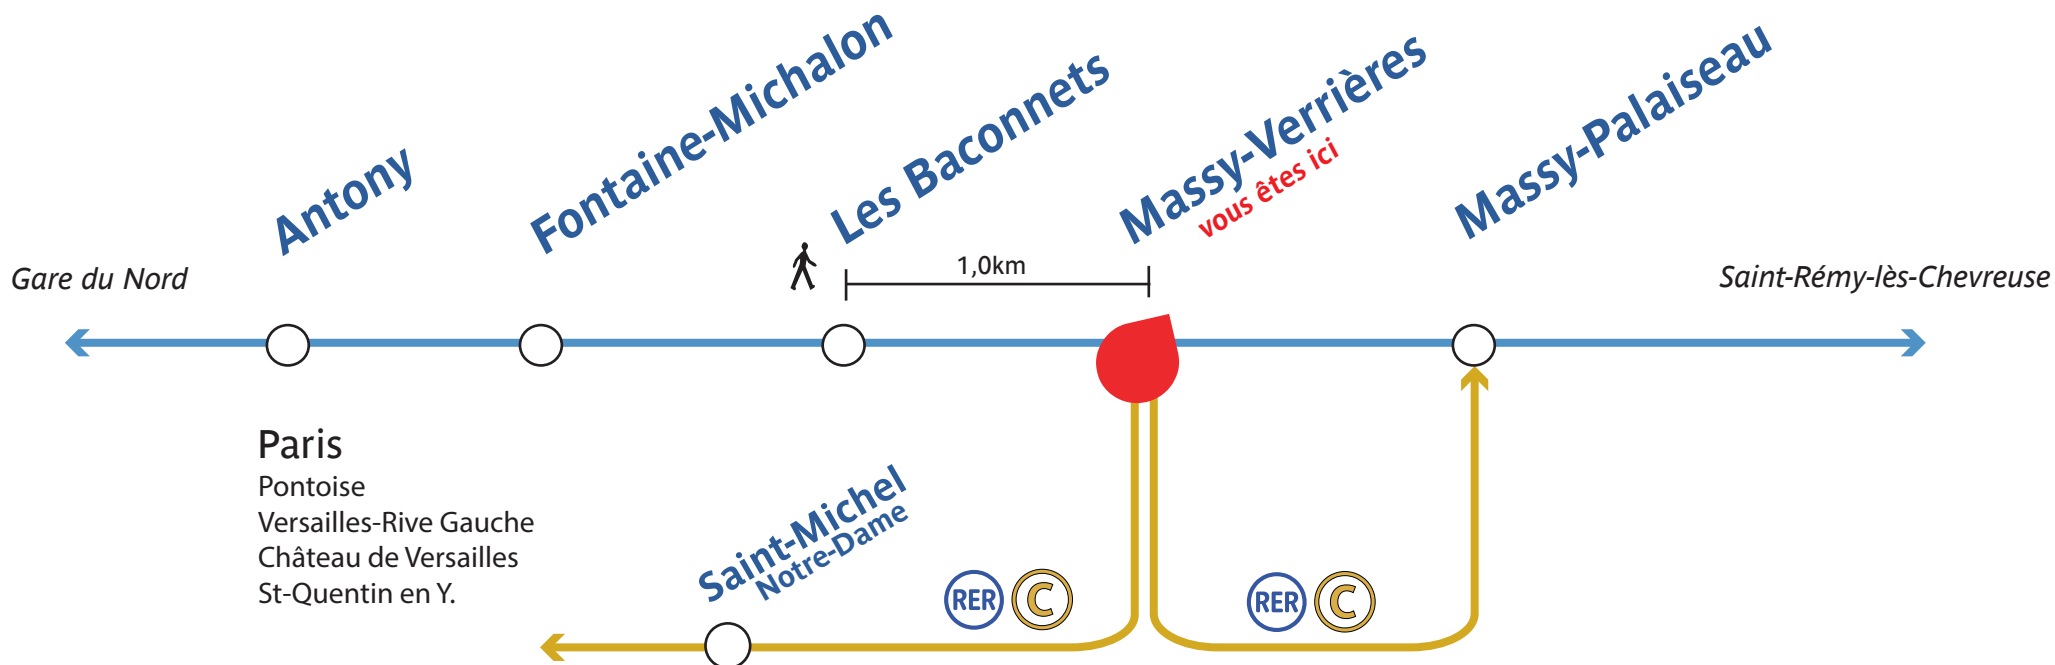 Antony
Fontaine-Michalon
Les Baconnets
Massy-Verrières
vous êtes ici
Massy-Palaiseau
Gare du Nord
1,0km
Saint-Rémy-lès-Chevreuse
Paris
Pontoise
Versailles-Rive Gauche
Château de Versailles
St-Quentin en Y.
Saint-Michel
Notre-Dame
RER C
RER C